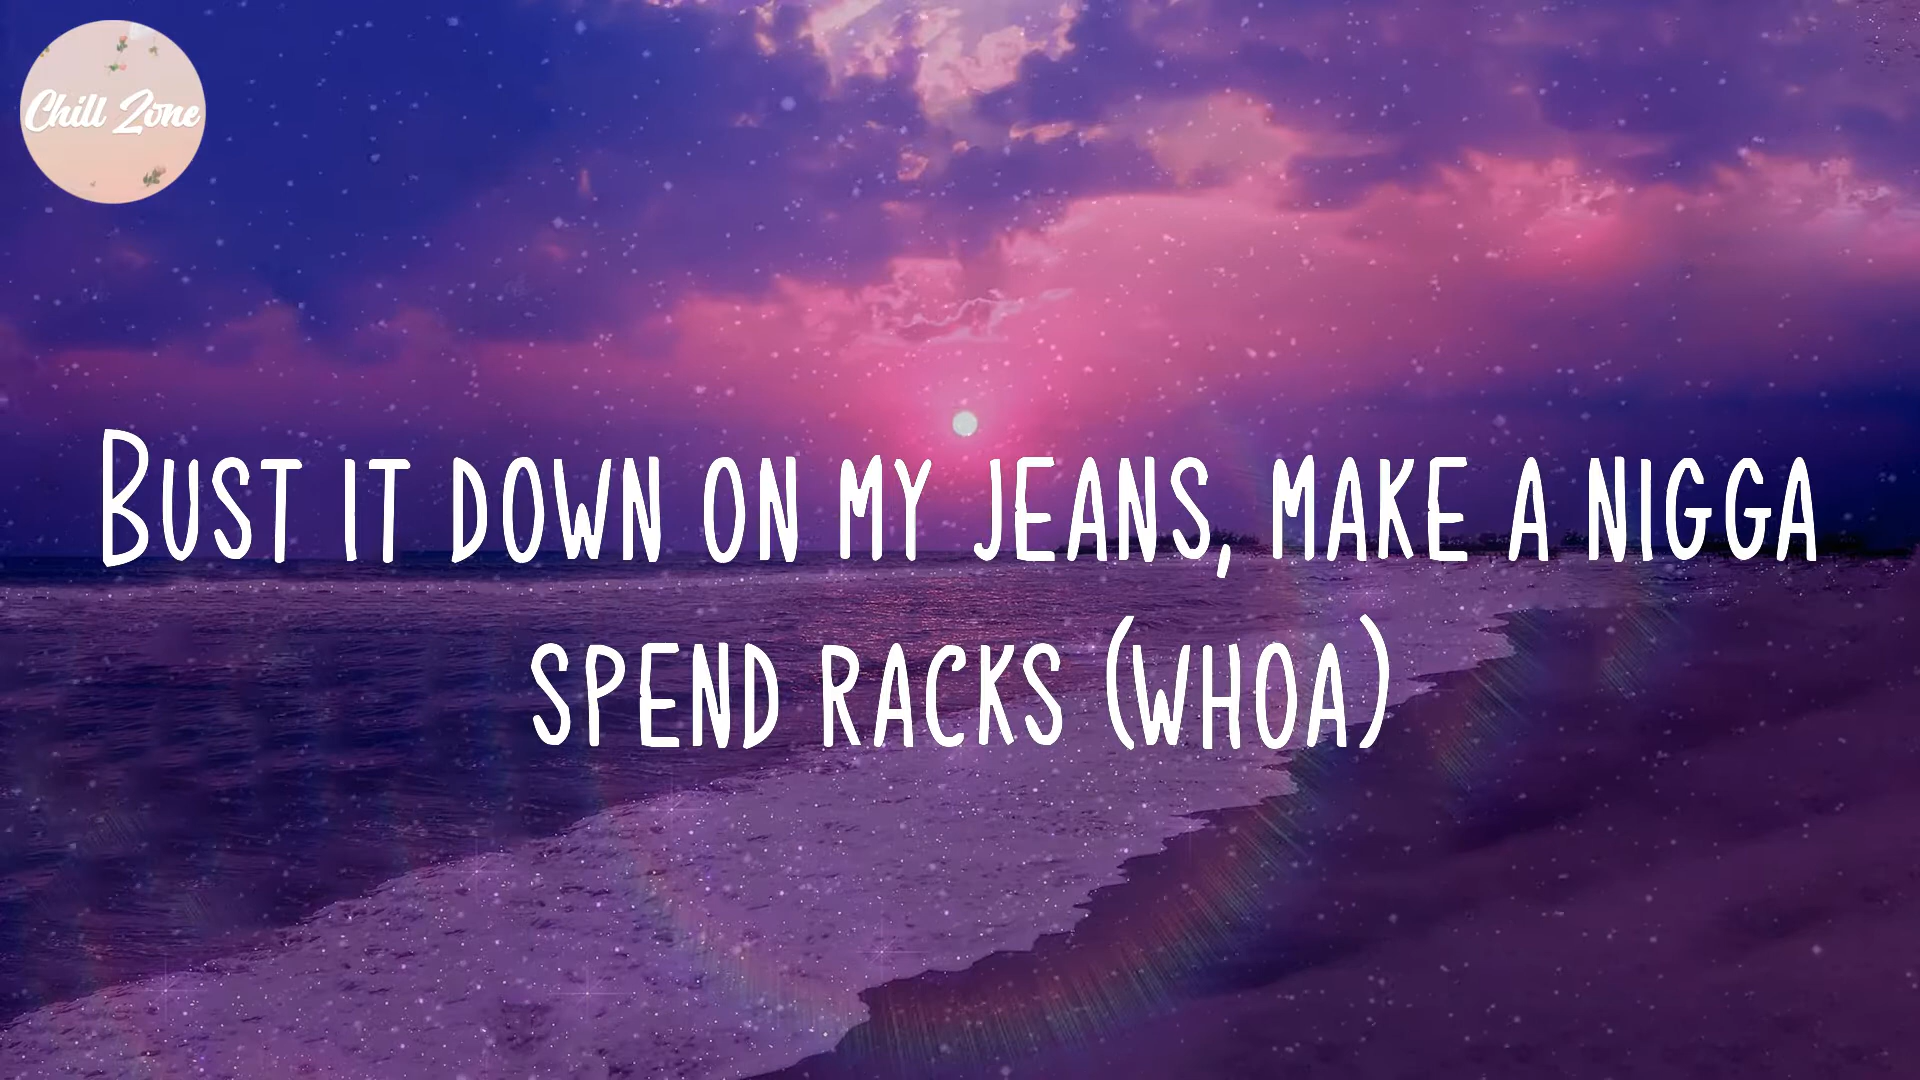 Chill Zone
Bust it down on my jeans, make a nigga
spend racks (whoa)